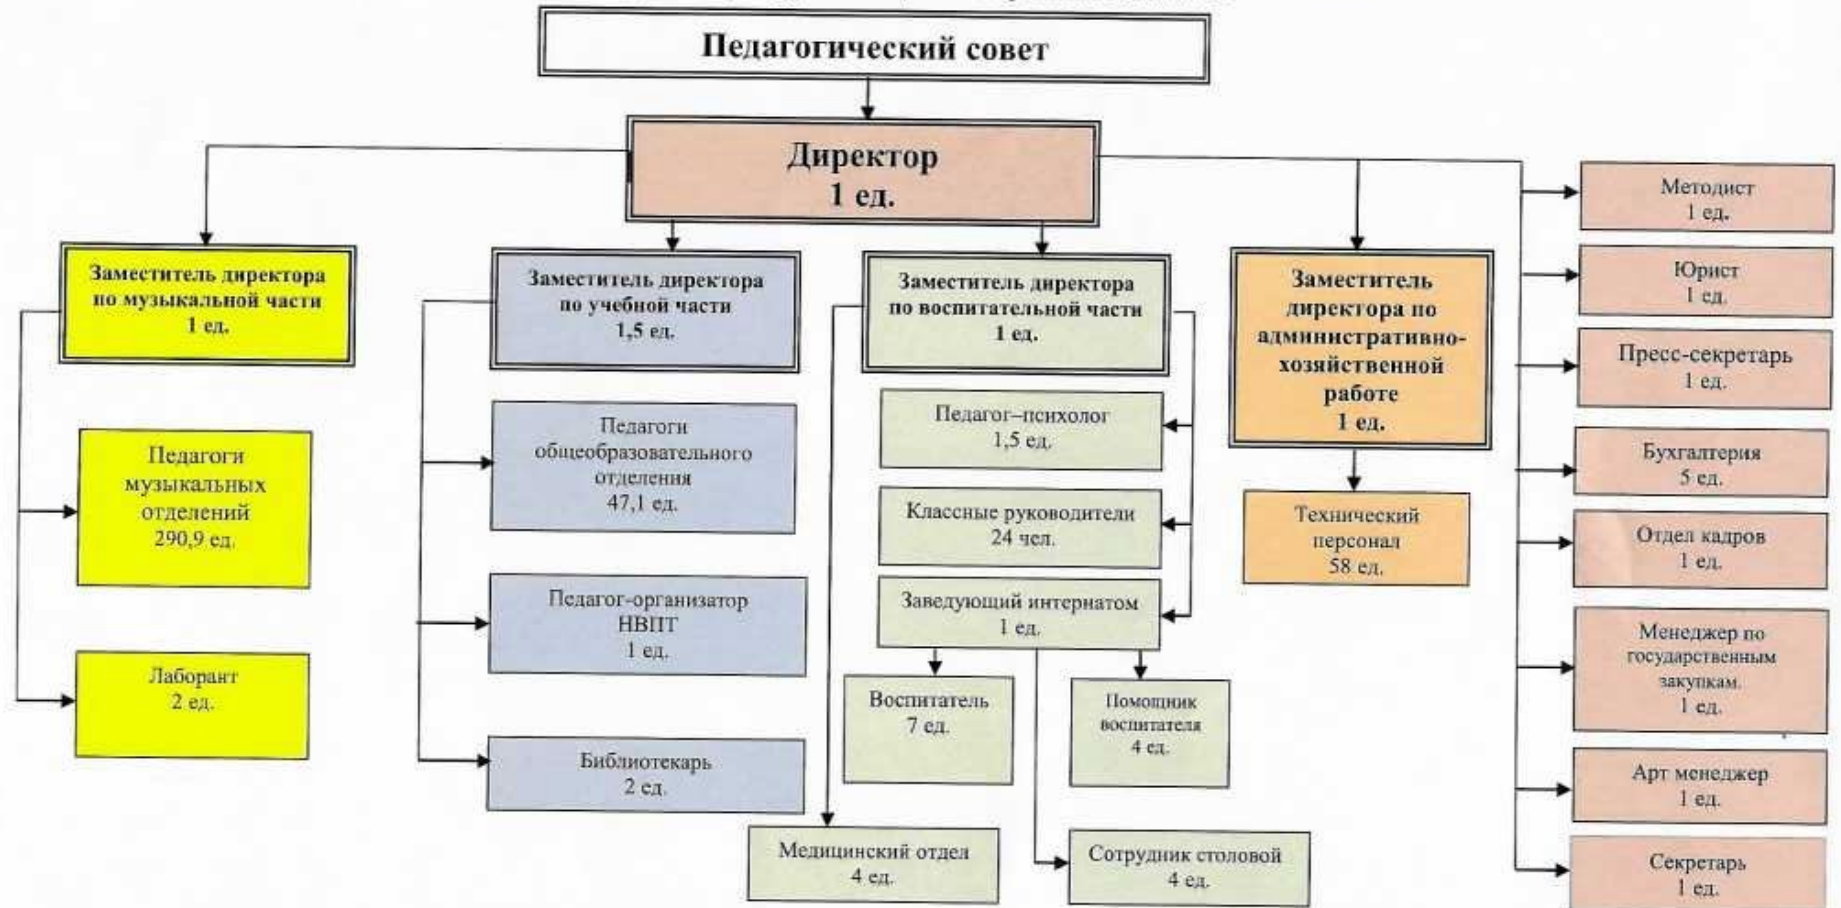 Педагогический совет
Директор
1 ед.
Заместитель директора
по музыкальной части
1 ед.
Педагоги
музыкальных
отделений
290,9 ед.
Лаборант
2 ед.
Заместитель директора
по учебной части
1,5 ед.
Педагоги
общеобразовательного
отделения
47,1 ед.
Педагог-организатор
НВПТ
1 ед.
Библиотекарь
2 ед.
Заместитель директора
по воспитательной части
1 ед.
Педагог–психолог
1,5 ед.
Классные руководители
24 чел.
Заведующий интернатом
1 ед.
Воспитатель
7 ед.
Помощник
воспитателя
4 ед.
Медицинский отдел
4 ед.
Сотрудник столовой
4 ед.
Заместитель
директора по
административно-
хозяйственной
работе
1 ед.
Технический
персонал
58 ед.
Методист
1 ед.
Юрист
1 ед.
Пресс-секретарь
1 ед.
Бухгалтерия
5 ед.
Отдел кадров
1 ед.
Менеджер по
государственным
закупкам.
1 ед.
Арт менеджер
1 ед.
Секретарь
1 ед.